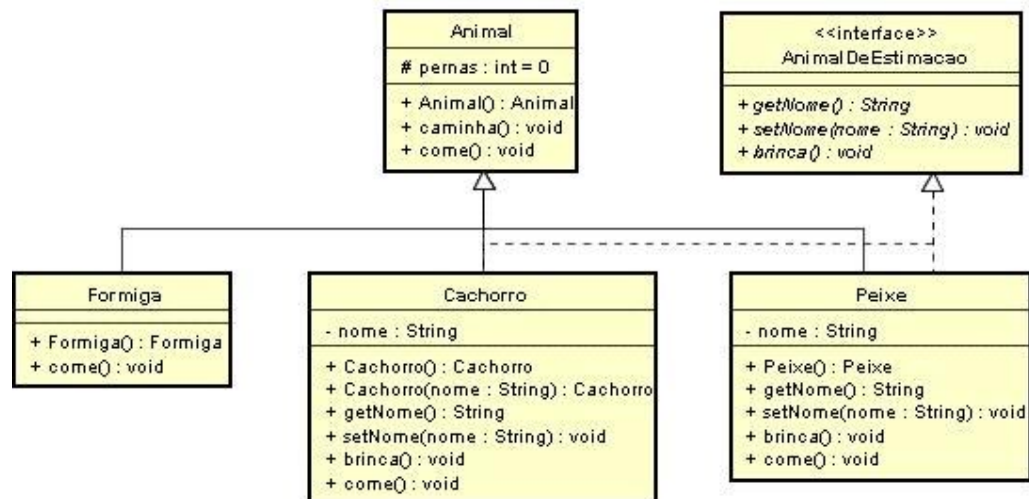 Animal
# pernas : int = 0
+ Animal() : Animal
+ caminha() : void
+ come() : void
<<interface>>
AnimalDeEstimacao
+ getNome() : String
+ setNome(nome : String) : void
+ brinca() : void
Formiga
+ Formiga() : Formiga
+ come() : void
Cachorro
- nome : String
+ Cachorro() : Cachorro
+ Cachorro(nome : String) : Cachorro
+ getNome() : String
+ setNome(nome : String) : void
+ brinca() : void
+ come() : void
Peixe
- nome : String
+ Peixe() : Peixe
+ getNome() : String
+ setNome(nome : String) : void
+ brinca() : void
+ come() : void